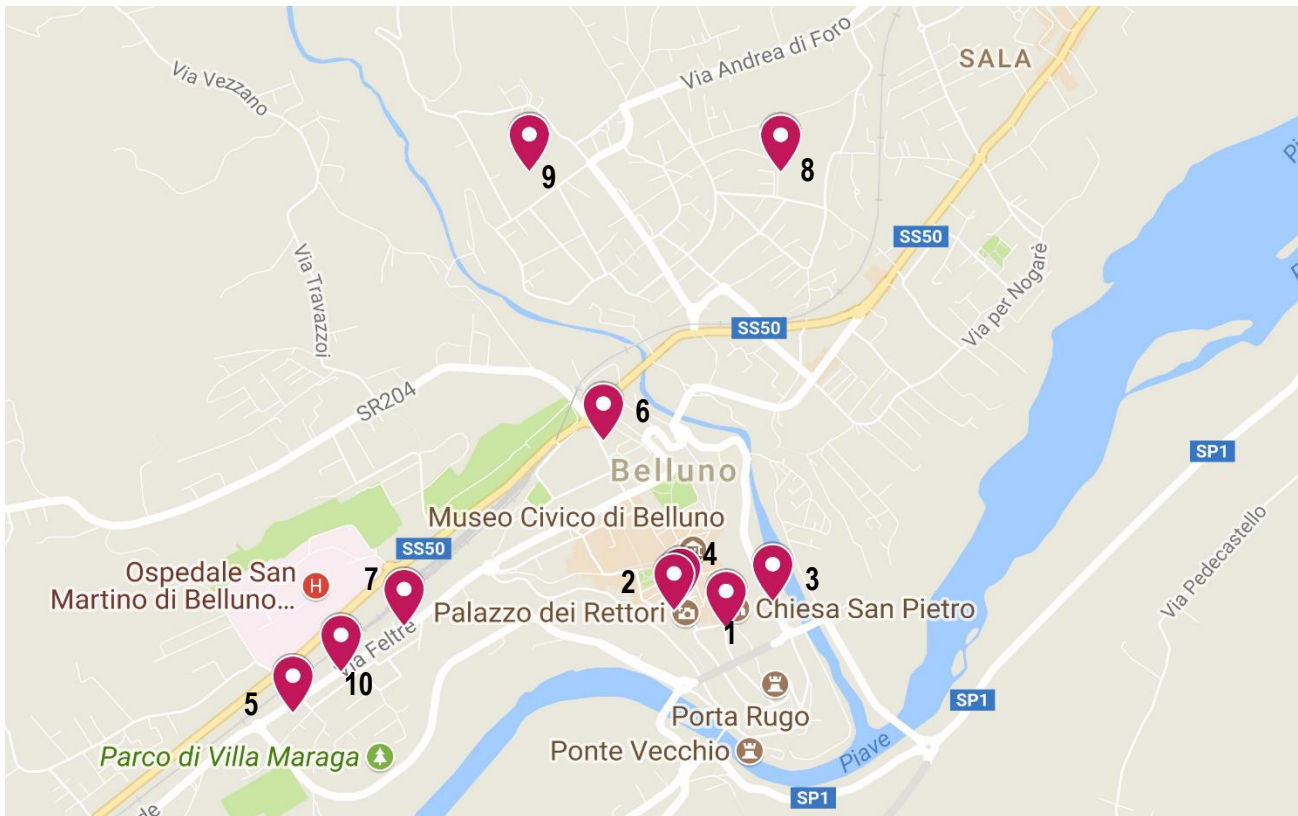 Via Andrea di Foro
SALA
Via Vezzano
9
8
SS50
Via Travazzoi
Via per Nogarè
SS50
SR204
6
Belluno
SP1
Museo Civico di Belluno
SS50
4
Ospedale San
Martino di Belluno...
H
7
2
3
Palazzo dei Rettori
Chiesa San Pietro
1
Via Pedecastello
Via Feltre
10
5
Porta Rugo
SP1
Parco di Villa Maraga
Ponte Vecchio
Piave
SP1